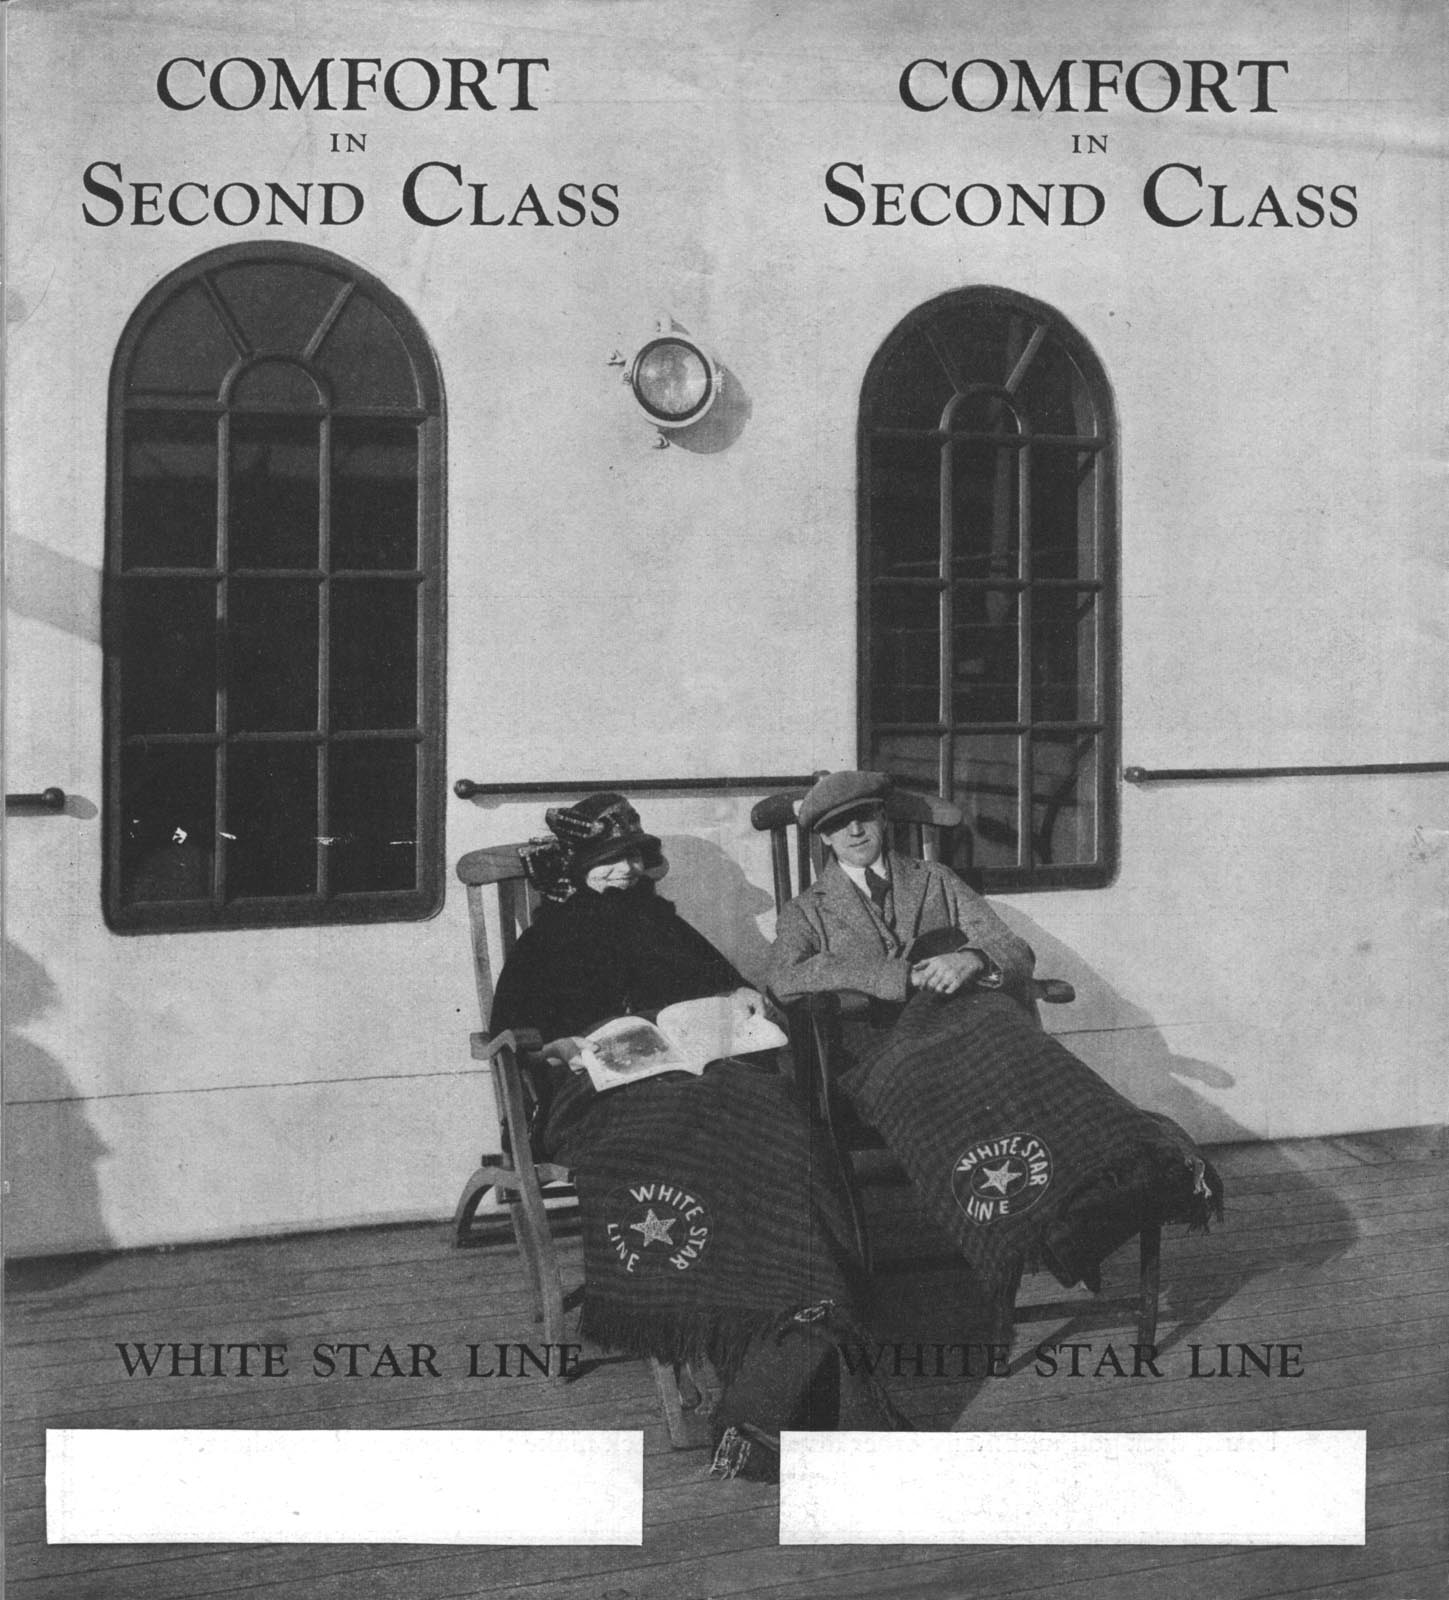 COMFORT
IN
SECOND CLASS
COMFORT
IN
SECOND CLASS
WHITE STAR
LINE
WHITE STAR
LINE
WHITE STAR LINE
WHITE STAR LINE